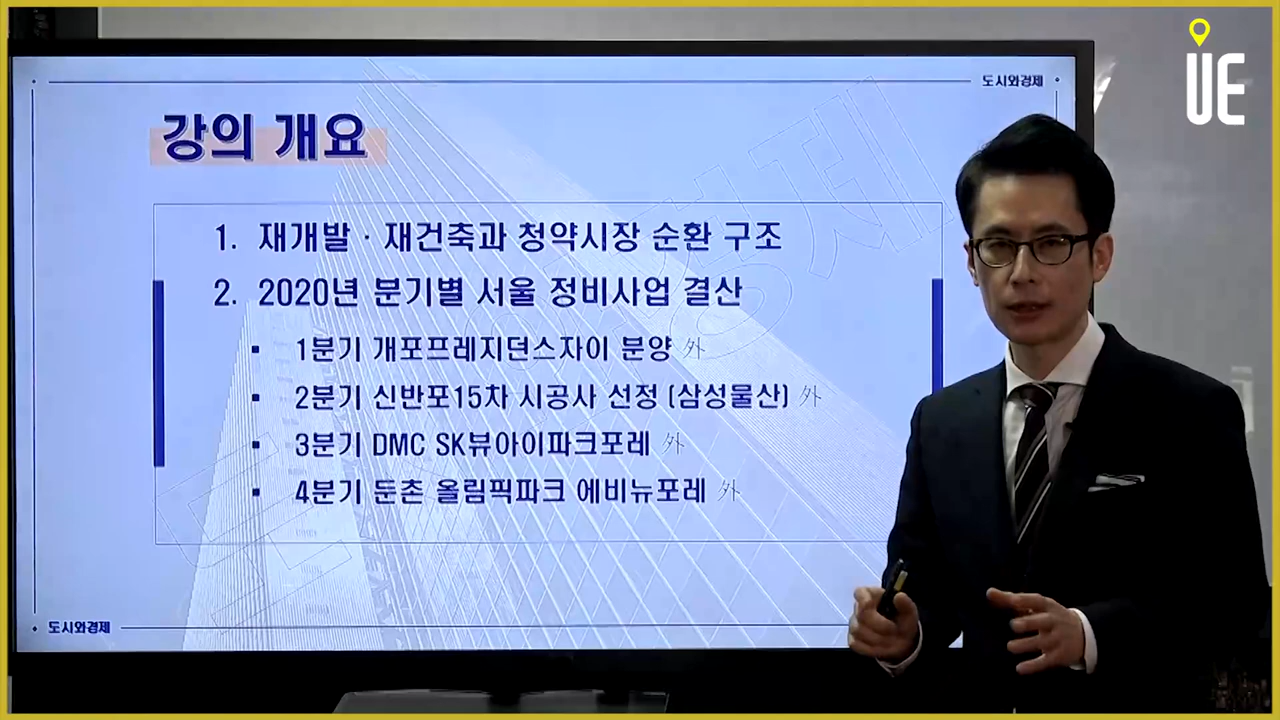 UE
도시와경제
강의 개요
1. 재개발 · 재건축과 청약시장 순환 구조
2. 2020년 분기별 서울 정비사업 결산
▪ 1분기 개포프레지던스자이 분양 外
▪ 2분기 신반포15차 시공사 선정 (삼성물산) 外
▪ 3분기 DMC SK뷰아이파크포레 外
▪ 4분기 둔촌 올림픽파크 에비뉴포레 外
도시와경제